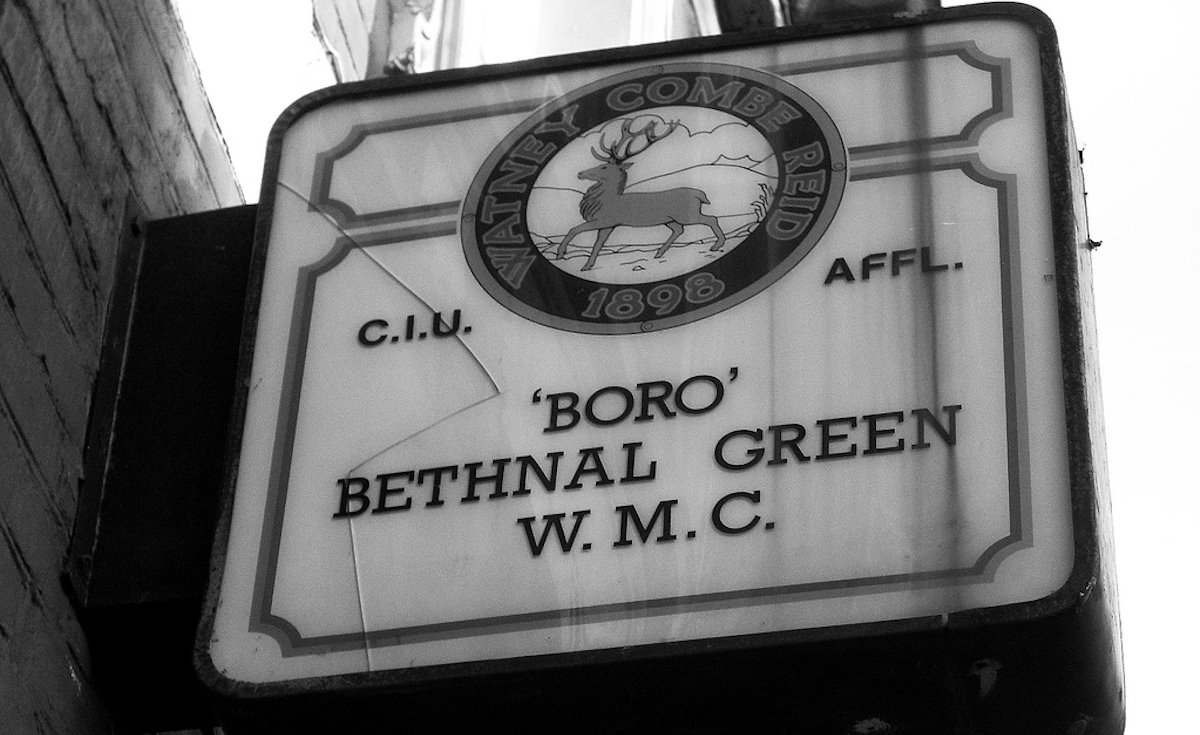 WATNEY COMBE REID
1898
C.I.U. AFFL.
'BORO'
BETHNAL GREEN
W.M.C.